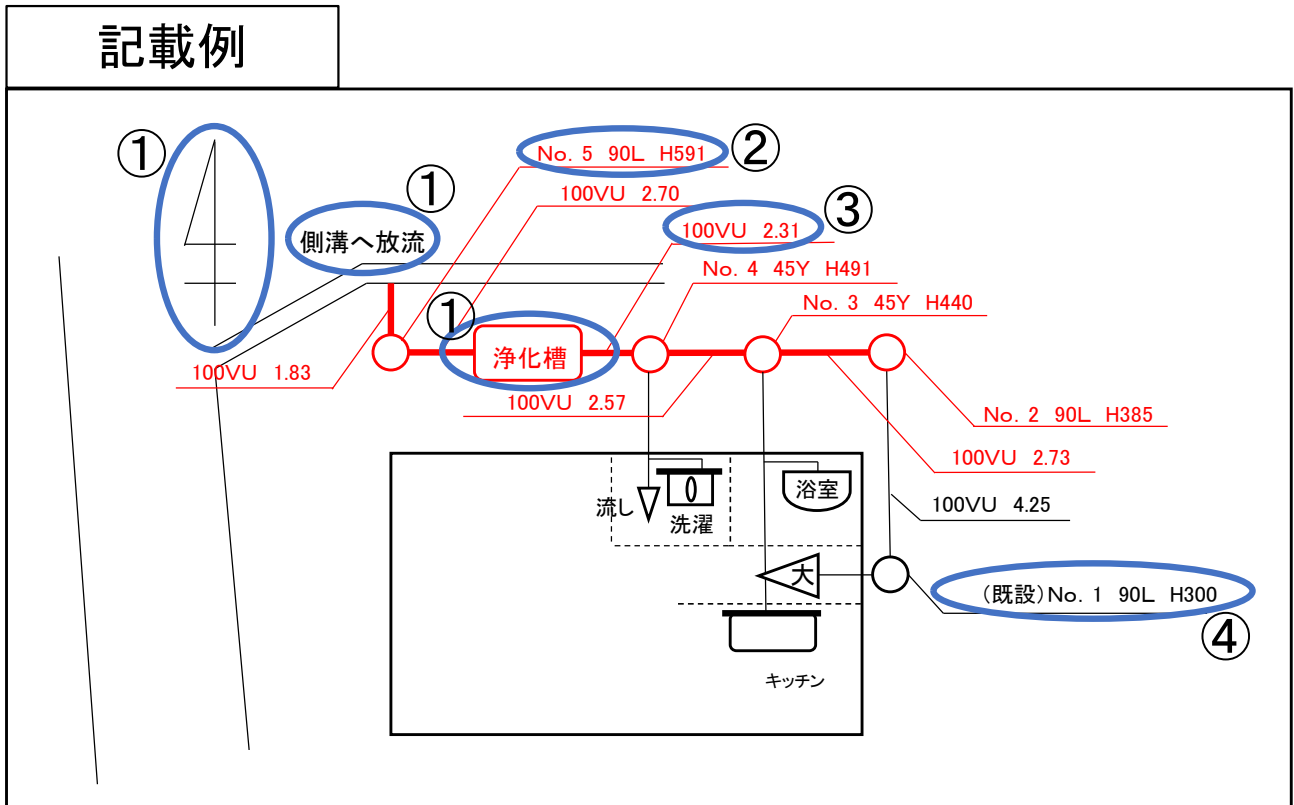 記載例
①
①
No. 5 90L H591
②
100VU 2.70
③
側溝へ放流
100VU 2.31
No. 4 45Y H491
No. 3 45Y H440
①
浄化槽
100VU 1.83
100VU 2.57
No. 2 90L H385
100VU 2.73
流し
洗濯
浴室
100VU 4.25
大
(既設)No. 1 90L H300
④
キッチン